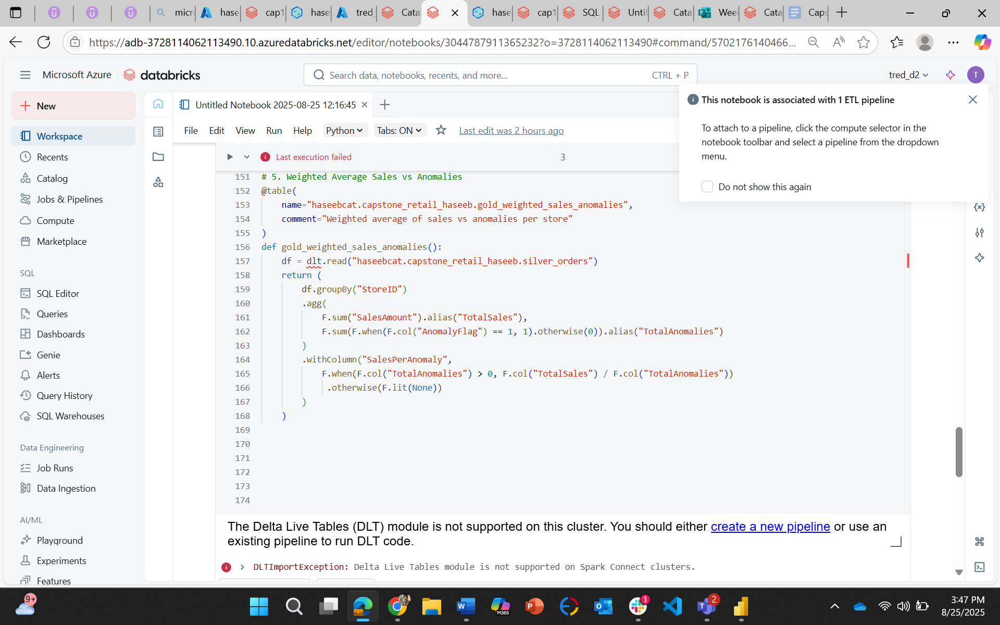 micr
hase
cap1
hase
tred_
Cata
hase
cap1
SQL
Untit
Cata
Weel
Cata
Caps
https://adb-3728114062113490.10.azuredatabricks.net/editor/notebooks/3044787911365232?o=3728114062113490#command/5702176140466...
Microsoft Azure
databricks
Search data, notebooks, recents, and more...
CTRL + P
tred_d2
T
New
Workspace
Recents
Catalog
Jobs & Pipelines
Compute
Marketplace
SQL
SQL Editor
Queries
Dashboards
Genie
Alerts
Query History
SQL Warehouses
Data Engineering
Job Runs
Data Ingestion
AI/ML
Playground
Experiments
Features
Untitled Notebook 2025-08-25 12:16:45
File Edit View Run Help Python Tabs: ON Last edit was 2 hours ago
This notebook is associated with 1 ETL pipeline
To attach to a pipeline, click the compute selector in the
notebook toolbar and select a pipeline from the dropdown
menu.
Do not show this again
Last execution failed
3
151 # 5. Weighted Average Sales vs Anomalies
152 @table(
153     name="haseebcat.capstone_retail_haseeb.gold_weighted_sales_anomalies",
154     comment="Weighted average of sales vs anomalies per store"
155 )
156 def gold_weighted_sales_anomalies():
157     df = dlt.read("haseebcat.capstone_retail_haseeb.silver_orders")
158     return (
159         df.groupBy("StoreID")
160         .agg(
161             F.sum("SalesAmount").alias("TotalSales"),
162             F.sum(F.when(F.col("AnomalyFlag") == 1, 1).otherwise(0)).alias("TotalAnomalies")
163         )
164         .withColumn("SalesPerAnomaly",
165             F.when(F.col("TotalAnomalies") > 0, F.col("TotalSales") / F.col("TotalAnomalies"))
166              .otherwise(F.lit(None))
167         )
168     )
169
170
171
172
173
174
The Delta Live Tables (DLT) module is not supported on this cluster. You should either create a new pipeline or use an
existing pipeline to run DLT code.
DLTImportException: Delta Live Tables module is not supported on Spark Connect clusters.
9+
M365
1
2
3:47 PM
8/25/2025